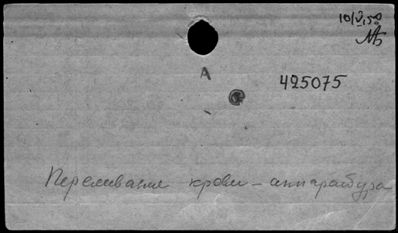 10/V.50
А
425075
Переливание крови – аппаратура